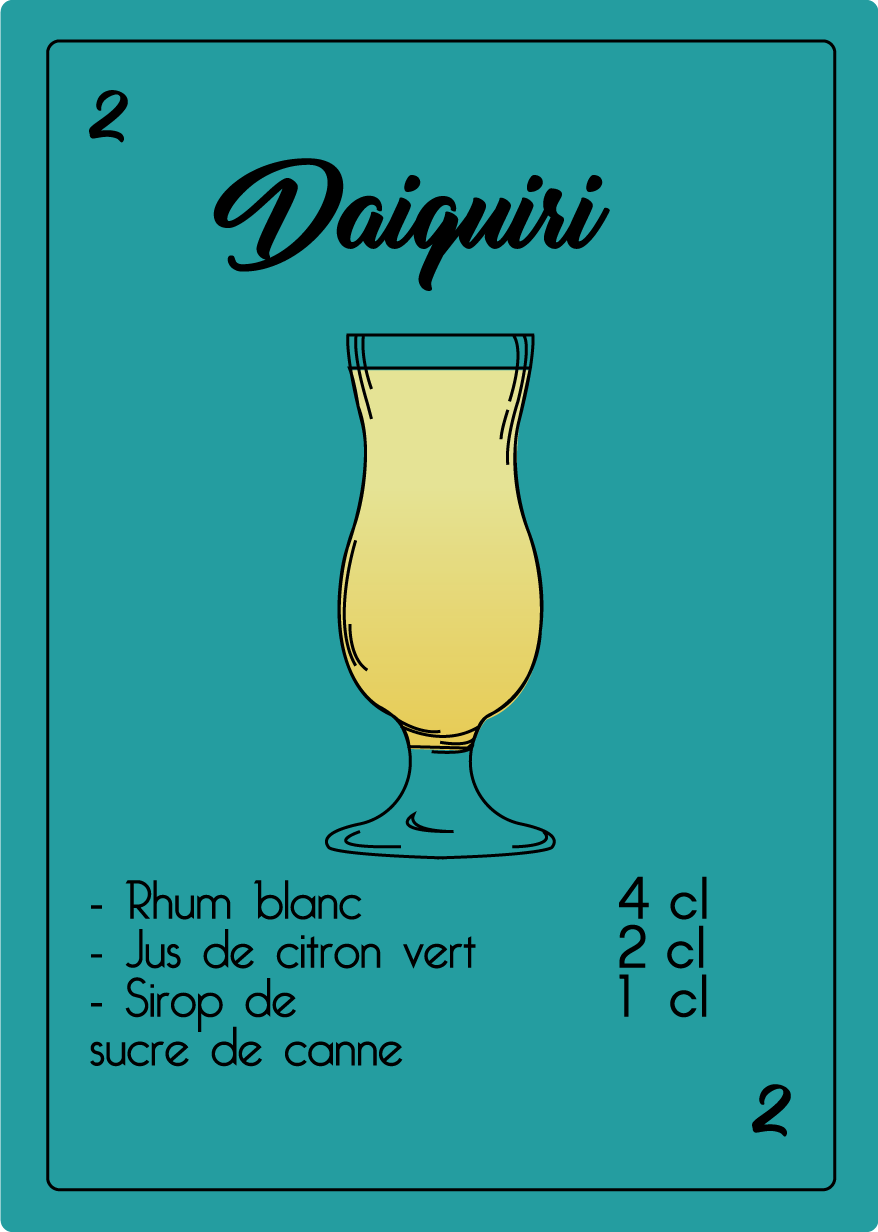 2
Daiquiri
- Rhum blanc 4 cl
- Jus de citron vert 2 cl
- Sirop de 1 cl
sucre de canne
2